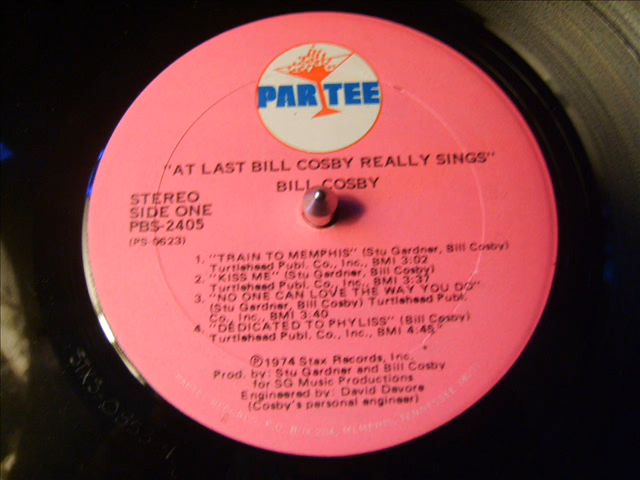 PARTEE
"AT LAST BILL COSBY REALLY SINGS"
BILL COSBY
STEREO
SIDE ONE
PBS-2405
(PS-0623)
1. "TRAIN TO MEMPHIS" (Stu Gardner, Bill Cosby)
Turtlehead Publ. Co., Inc., BMI 3:02
2. "KISS ME" (Stu Gardner, Bill Cosby)
Turtlehead Publ. Co., Inc., BMI 3:37
3. "NO ONE CAN LOVE THE WAY YOU DO"
(Stu Gardner, Bill Cosby) Turtlehead Publ.
Co., Inc., BMI 3:40
4. "DEDICATED TO PHYLISS" (Bill Cosby)
Turtlehead Publ. Co., Inc., BMI 4:45
Ⓟ1974 Stax Records, Inc.
Prod. by: Stu Gardner and Bill Cosby
for SG Music Productions
Engineered by: David Devore
(Cosby's personal engineer)